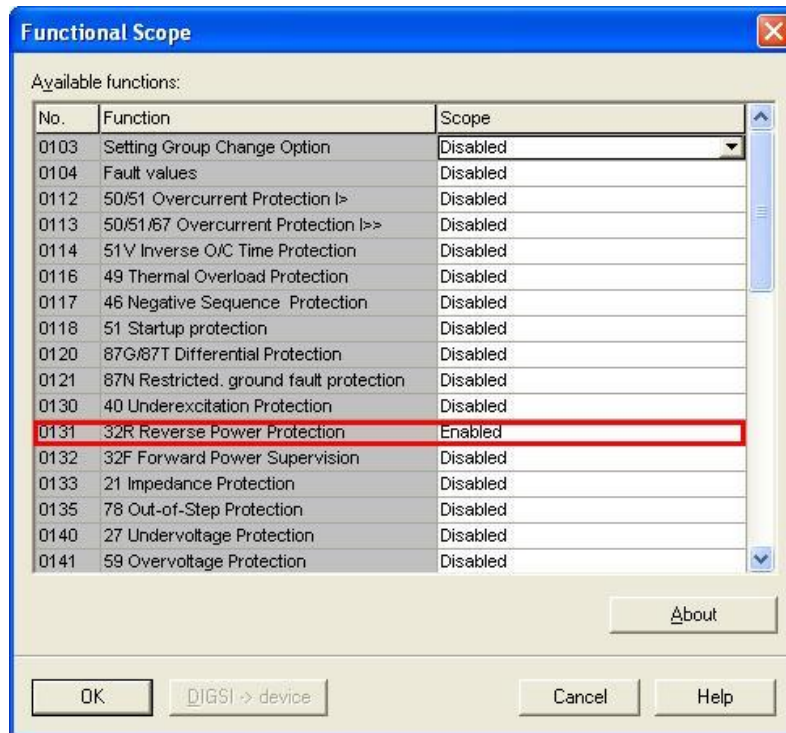 Functional Scope
Available functions:
No. Function Scope
0103 Setting Group Change Option Disabled
0104 Fault values Disabled
0112 50/51 Overcurrent Protection I> Disabled
0113 50/51/67 Overcurrent Protection I>> Disabled
0114 51V Inverse O/C Time Protection Disabled
0116 49 Thermal Overload Protection Disabled
0117 46 Negative Sequence Protection Disabled
0118 51 Startup protection Disabled
0120 87G/87T Differential Protection Disabled
0121 87N Restricted. ground fault protection Disabled
0130 40 Underexcitation Protection Disabled
0131 32R Reverse Power Protection Enabled
0132 32F Forward Power Supervision Disabled
0133 21 Impedance Protection Disabled
0135 78 Out-of-Step Protection Disabled
0140 27 Undervoltage Protection Disabled
0141 59 Overvoltage Protection Disabled
About
OK DIGSI -> device Cancel Help